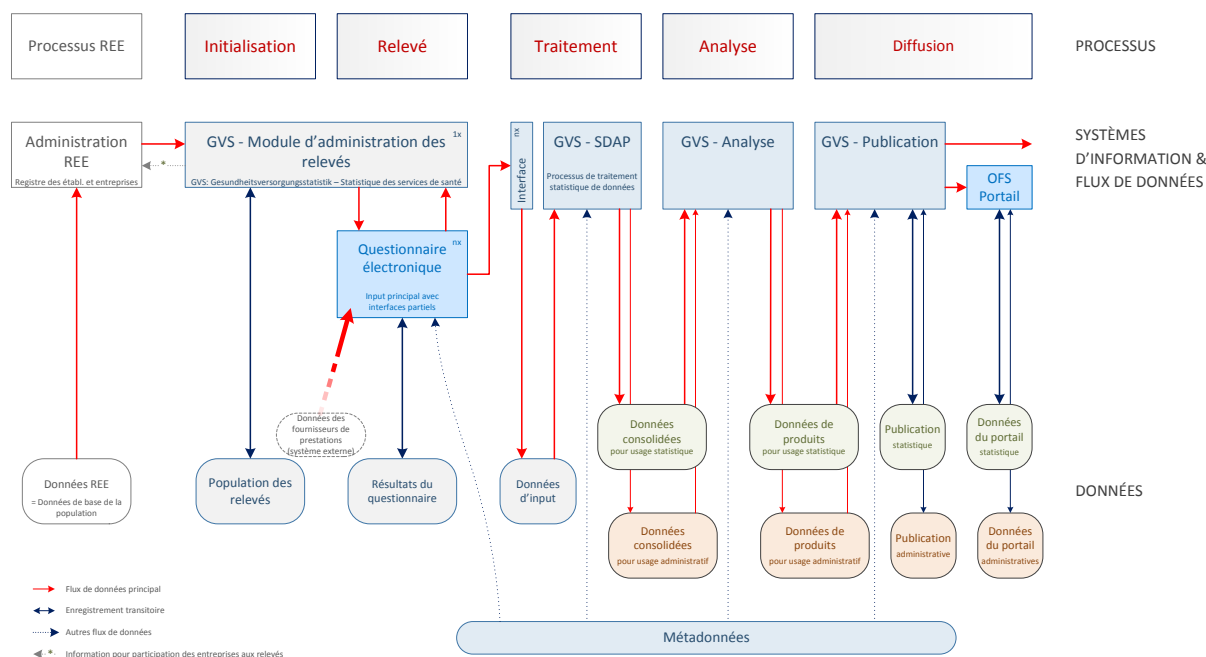 Processus REE
Initialisation
Relevé
Traitement
Analyse
Diffusion
PROCESSUS
Administration
REE
Registre des établ. et entreprises
*
GVS - Module d'administration des
relevés
1x
GVS: Gesundheitsversorgungsstatistik – Statistique des services de santé
nx
Interface
GVS - SDAP
Processus de traitement
statistique de données
GVS - Analyse
GVS - Publication
OFS
Portail
SYSTÈMES
D'INFORMATION &
FLUX DE DONNÉES
Questionnaire
électronique
nx
Input principal avec
interfaces partiels
Données des
fournisseurs de
prestations
(système externe)
Données
consolidées
pour usage statistique
Données de
produits
pour usage statistique
Publication
statistique
Données
du portail
statistique
Données REE
= Données de base de la
population
Population des
relevés
Résultats du
questionnaire
Données
d'input
DONNÉES
Données
consolidées
pour usage administratif
Données de
produits
pour usage administratif
Publication
administrative
Données
du portail
administratives
Flux de données principal
Enregistrement transitoire
Autres flux de données
* Information pour participation des entreprises aux relevés
Métadonnées